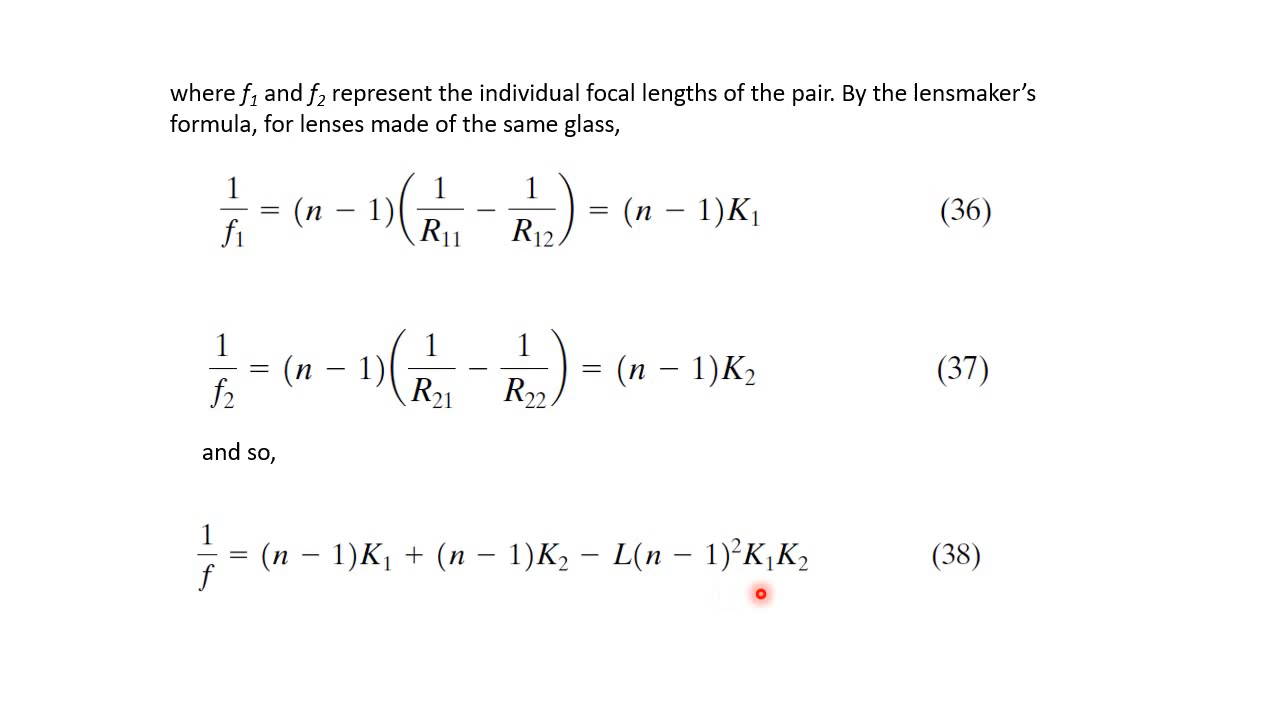 where f₁ and f₂ represent the individual focal lengths of the pair. By the lensmaker’s
formula, for lenses made of the same glass,
1/f₁ = (n − 1)(1/R₁₁ − 1/R₁₂) = (n − 1)K₁ (36)
1/f₂ = (n − 1)(1/R₂₁ − 1/R₂₂) = (n − 1)K₂ (37)
and so,
1/f = (n − 1)K₁ + (n − 1)K₂ − L(n − 1)²K₁K₂ (38)